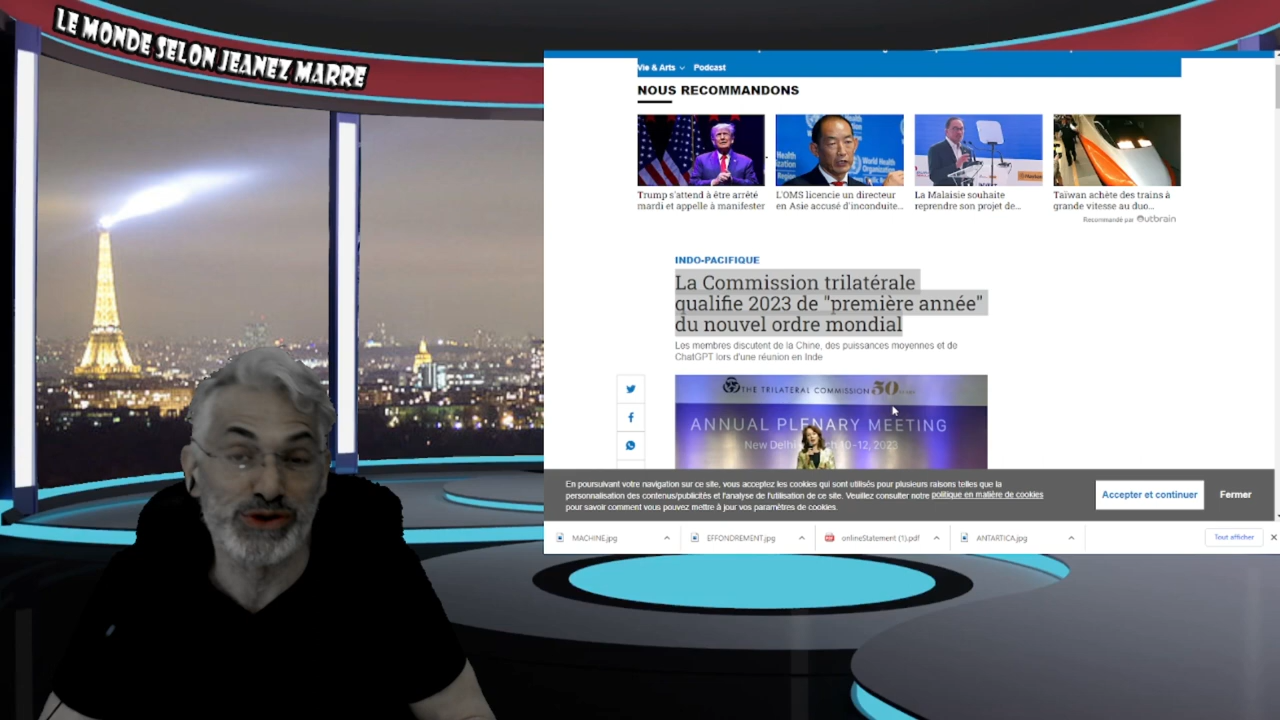 LE MONDE SELON JEANEZ MARRE
Vie & Arts Podcast
NOUS RECOMMANDONS
Trump s'attend à être arrêté
mardi et appelle à manifester
L'OMS licencie un directeur
en Asie accusé d'inconduite...
La Malaisie souhaite
reprendre son projet de...
Taïwan achète des trains à
grande vitesse au duo...
Recommandé par Outbrain
INDO-PACIFIQUE
La Commission trilatérale
qualifie 2023 de "première année"
du nouvel ordre mondial
Les membres discutent de la Chine, des puissances moyennes et de
ChatGPT lors d'une réunion en Inde
THE TRILATERAL COMMISSION 50
ANNUAL PLENARY MEETING
New Delhi 10-12, 2023
En poursuivant votre navigation sur ce site, vous acceptez les cookies qui sont utilisés pour plusieurs raisons telles que la
personnalisation des contenus/publicités et l'analyse de l'utilisation de ce site. Veuillez consulter notre politique en matière de cookies
pour savoir comment vous pouvez mettre à jour vos paramètres de cookies.
Accepter et continuer
Fermer
MACHINE.jpg
EFFONDREMENT.jpg
onlineStatement (1).pdf
ANTARTICA.jpg
Tout afficher